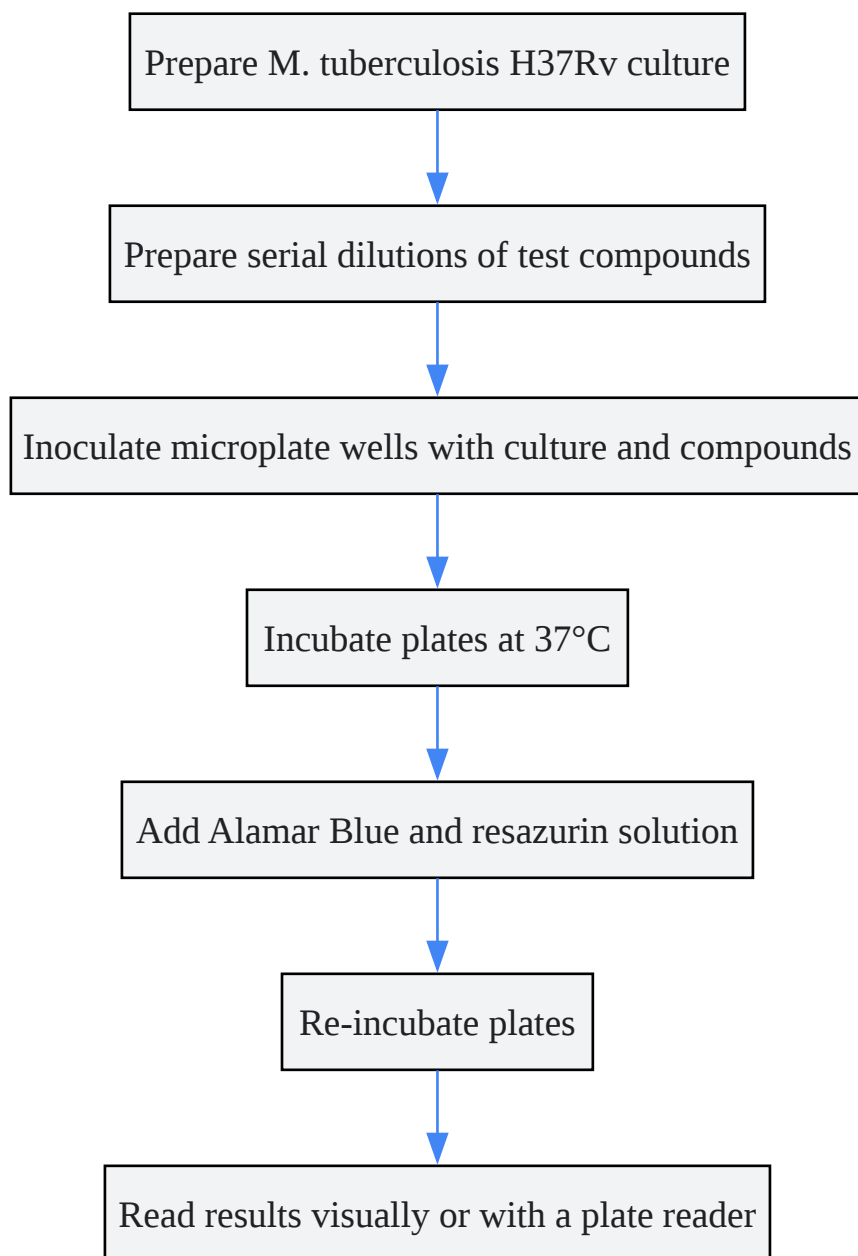 Prepare M. tuberculosis H37Rv culture
Prepare serial dilutions of test compounds
Inoculate microplate wells with culture and compounds
Incubate plates at 37°C
Add Alamar Blue and resazurin solution
Re-incubate plates
Read results visually or with a plate reader